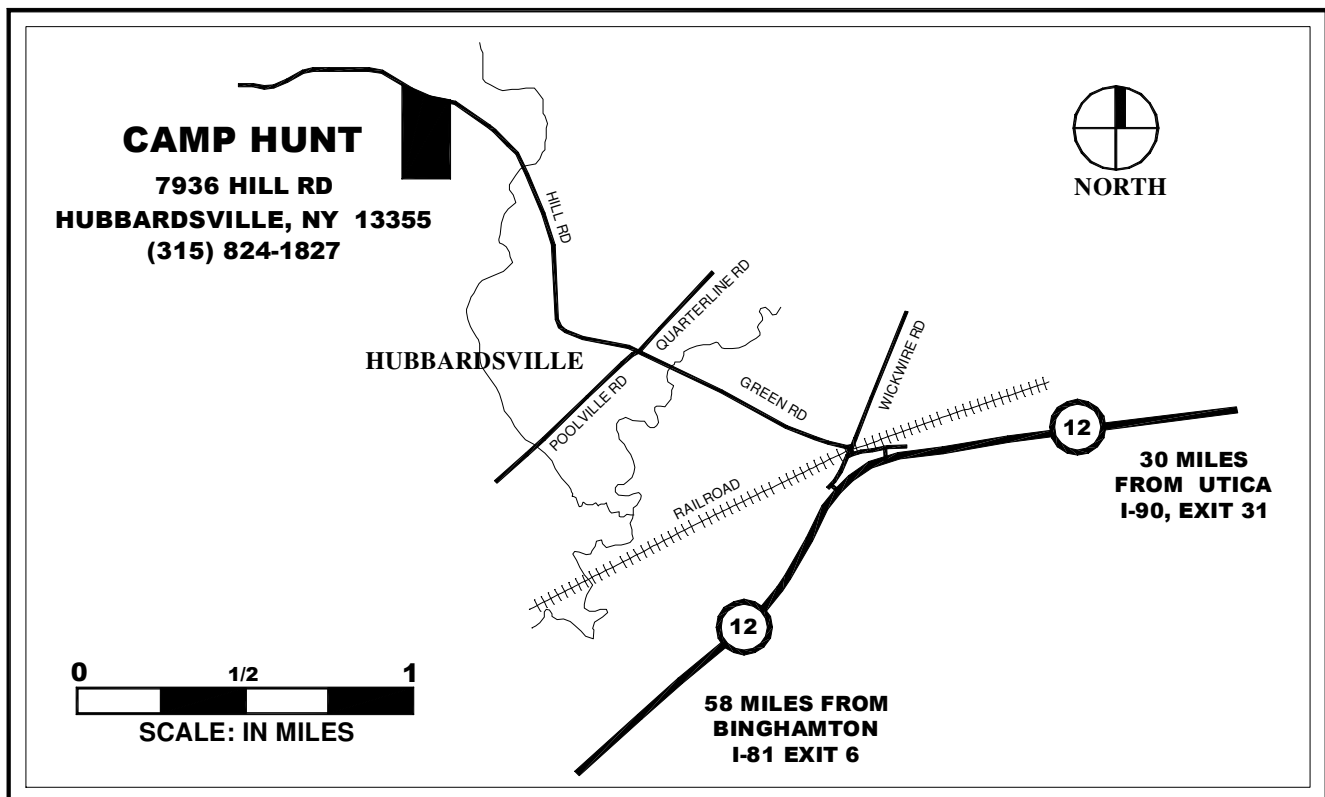 CAMP HUNT
7936 HILL RD
HUBBARDSVILLE, NY 13355
(315) 824-1827
NORTH
HILL RD
QUARTERLINE RD
HUBBARDSVILLE
POOLVILLE RD
GREEN RD
WICKWIRE RD
RAILROAD
12
30 MILES
FROM UTICA
I-90, EXIT 31
12
58 MILES FROM
BINGHAMTON
I-81 EXIT 6
0 1/2 1
SCALE: IN MILES